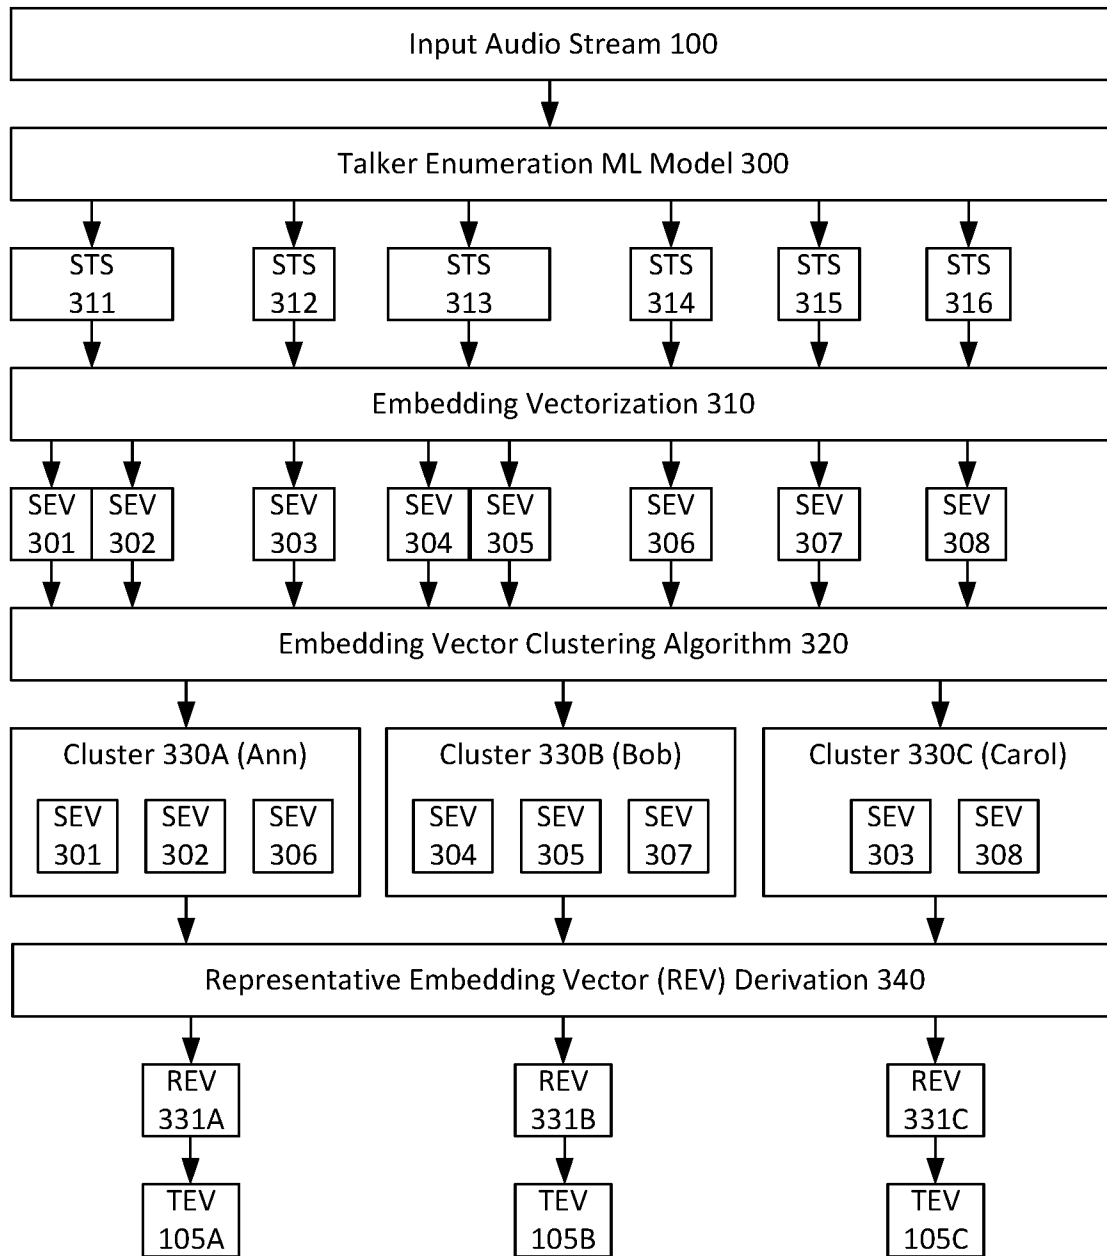 Input Audio Stream 100
Talker Enumeration ML Model 300
STS STS STS STS STS STS
311 312 313 314 315 316
Embedding Vectorization 310
SEV SEV SEV SEV SEV SEV SEV SEV
301 302 303 304 305 306 307 308
Embedding Vector Clustering Algorithm 320
Cluster 330A (Ann) Cluster 330B (Bob) Cluster 330C (Carol)
SEV SEV SEV SEV SEV SEV SEV SEV
301 302 306 304 305 307 303 308
Representative Embedding Vector (REV) Derivation 340
REV REV REV
331A 331B 331C
TEV TEV TEV
105A 105B 105C